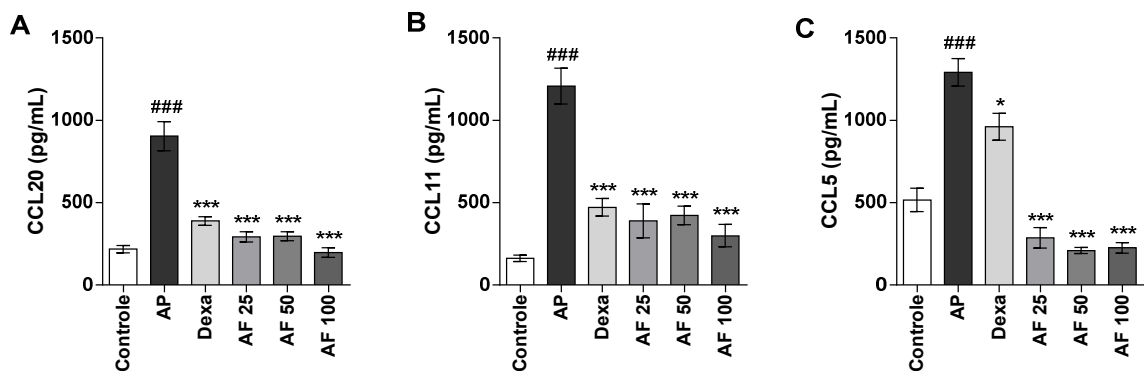 A
CCL20 (pg/mL)
1500
1000
500
0
###
***
***
***
***
Controle
AP
Dexa
AF 25
AF 50
AF 100
B
CCL11 (pg/mL)
1500
1000
500
0
###
***
***
***
***
Controle
AP
Dexa
AF 25
AF 50
AF 100
C
CCL5 (pg/mL)
1500
1000
500
0
###
*
***
***
***
Controle
AP
Dexa
AF 25
AF 50
AF 100